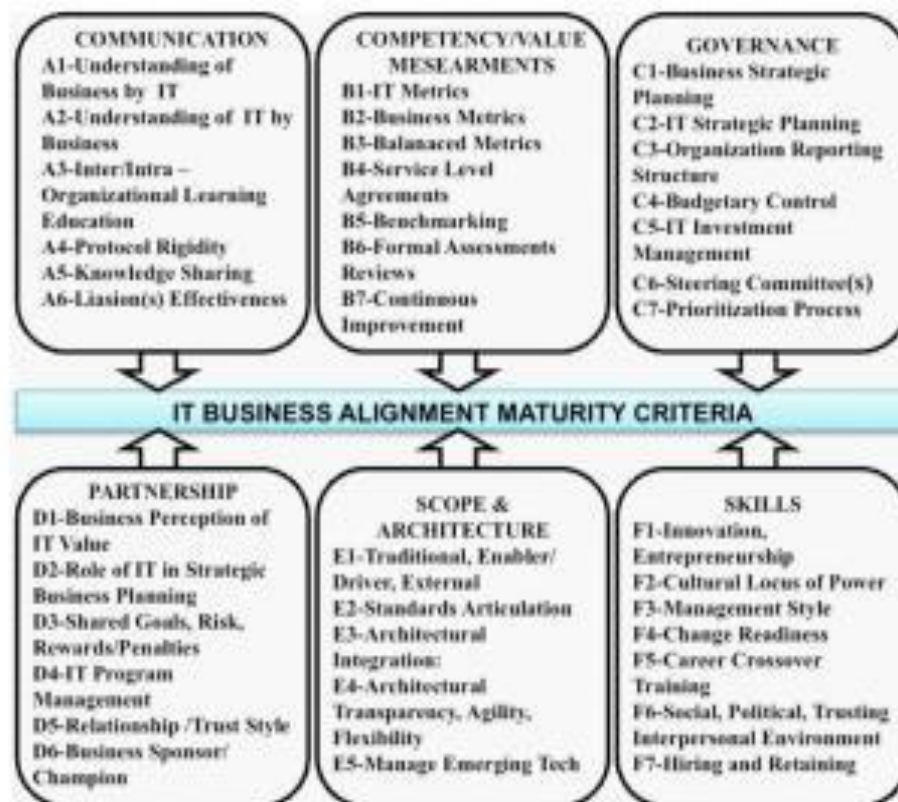 COMMUNICATION
A1-Understanding of
Business by IT
A2-Understanding of IT by
Business
A3-Inter/Intra –
Organizational Learning
Education
A4-Protocol Rigidity
A5-Knowledge Sharing
A6-Liasion(s) Effectiveness
COMPETENCY/VALUE
MESEARMENTS
B1-IT Metrics
B2-Business Metrics
B3-Balanaced Metrics
B4-Service Level
Agreements
B5-Benchmarking
B6-Formal Assessments
Reviews
B7-Continuous
Improvement
GOVERNANCE
C1-Business Strategic
Planning
C2-IT Strategic Planning
C3-Organization Reporting
Structure
C4-Budgetary Control
C5-IT Investment
Management
C6-Steering Committee(s)
C7-Prioritization Process
IT BUSINESS ALIGNMENT MATURITY CRITERIA
PARTNERSHIP
D1-Business Perception of
IT Value
D2-Role of IT in Strategic
Business Planning
D3-Shared Goals, Risk,
Rewards/Penalties
D4-IT Program
Management
D5-Relationship /Trust Style
D6-Business Sponsor/
Champion
SCOPE &
ARCHITECTURE
E1-Traditional, Enabler/
Driver, External
E2-Standards Articulation
E3-Architectural
Integration:
E4-Architectural
Transparency, Agility,
Flexibility
E5-Manage Emerging Tech
SKILLS
F1-Innovation,
Entrepreneurship
F2-Cultural Locus of Power
F3-Management Style
F4-Change Readiness
F5-Career Crossover
Training
F6-Social, Political, Trusting
Interpersonal Environment
F7-Hiring and Retaining